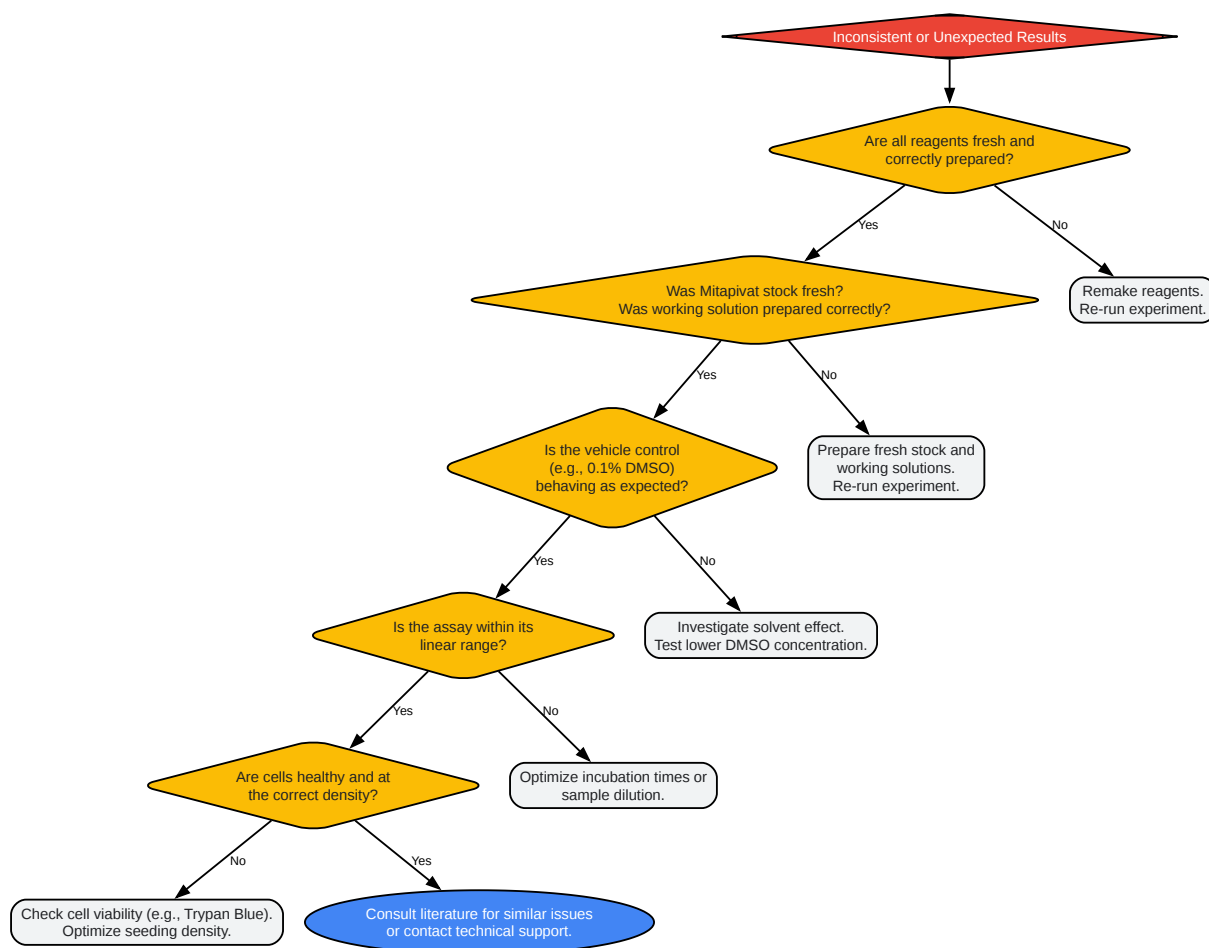 Inconsistent or Unexpected Results
Are all reagents fresh and
correctly prepared?
Yes
No
Was Mitapivat stock fresh?
Was working solution prepared correctly?
Remake reagents.
Re-run experiment.
Yes
No
Is the vehicle control
(e.g., 0.1% DMSO)
behaving as expected?
Prepare fresh stock and
working solutions.
Re-run experiment.
Yes
No
Is the assay within its
linear range?
Investigate solvent effect.
Test lower DMSO concentration.
Yes
No
Are cells healthy and at
the correct density?
Optimize incubation times or
sample dilution.
No
Yes
Check cell viability (e.g., Trypan Blue).
Optimize seeding density.
Consult literature for similar issues
or contact technical support.